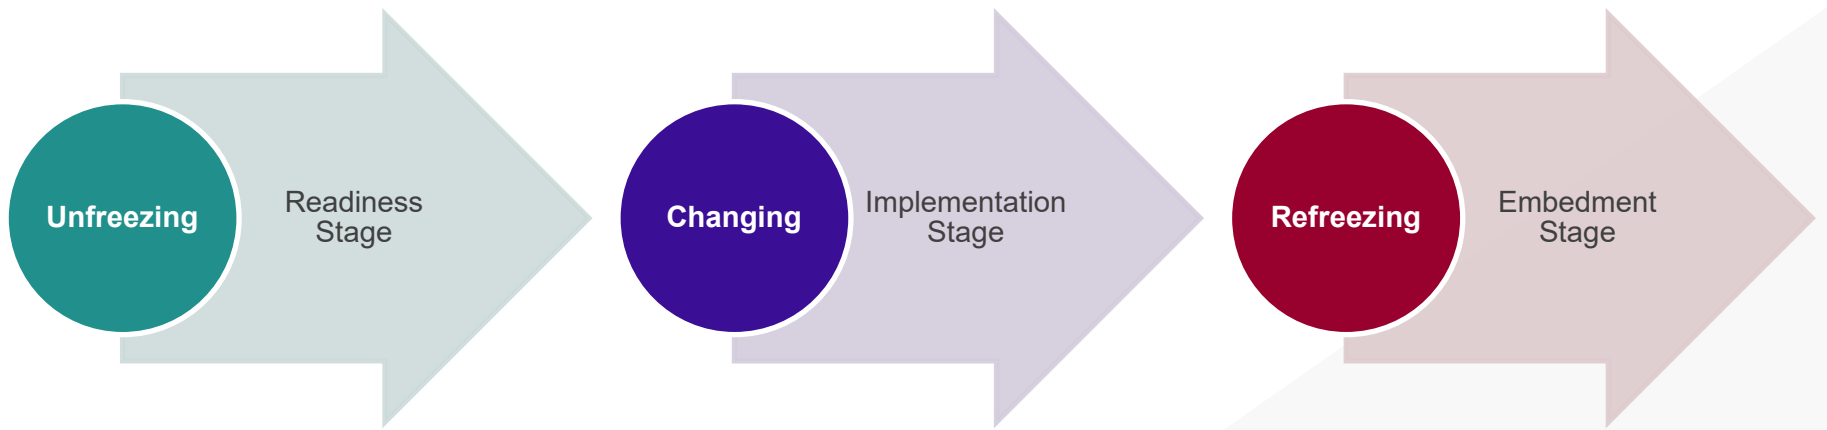 Unfreezing
Readiness
Stage
Changing
Implementation
Stage
Refreezing
Embedment
Stage